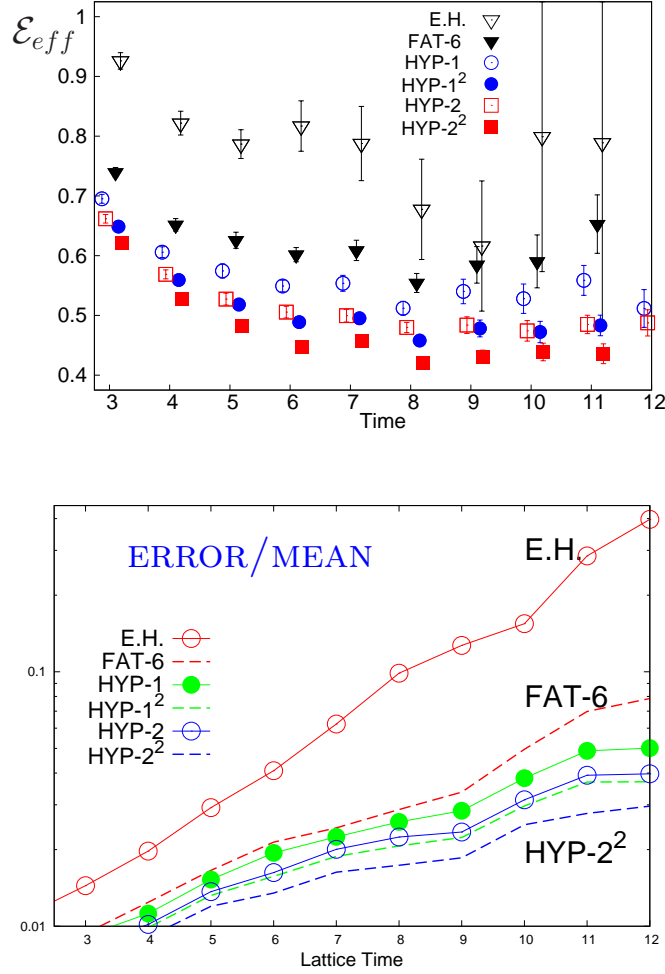 1
0.9
0.8
0.7
0.6
0.5
0.4
ℰeff
E.H.
FAT-6
HYP-1
HYP-1²
HYP-2
HYP-2²
3 4 5 6 7 8 9 10 11 12
Time
ERROR/MEAN
E.H.
E.H.
FAT-6
HYP-1
HYP-1²
HYP-2
HYP-2²
0.1
FAT-6
HYP-2²
0.01
3 4 5 6 7 8 9 10 11 12
Lattice Time